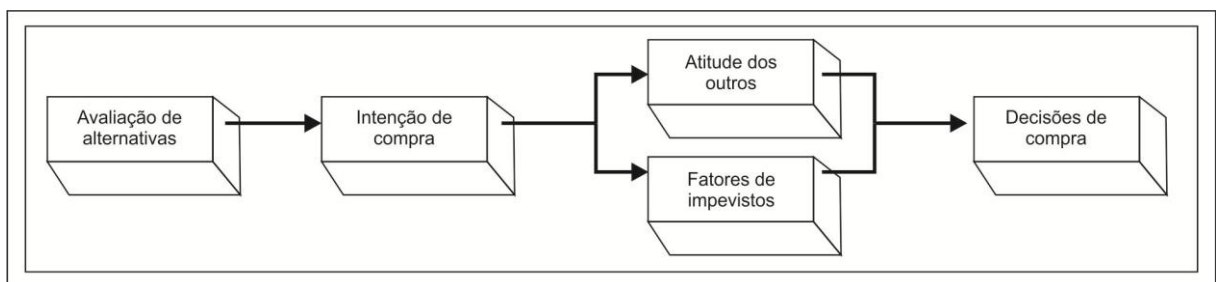 Avaliação de
alternativas
Intenção de
compra
Atitude dos
outros
Fatores de
impevistos
Decisões de
compra